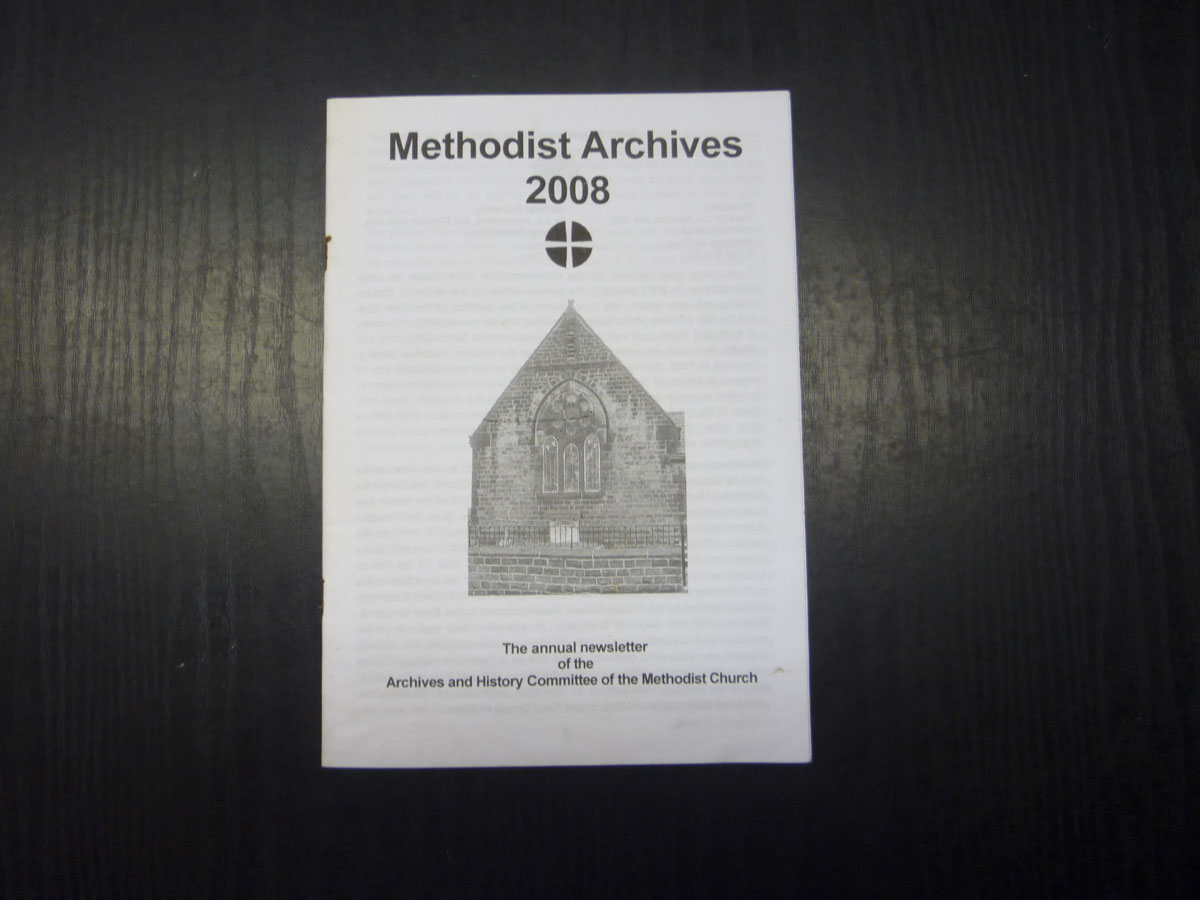 Methodist Archives
2008
The annual newsletter
of the
Archives and History Committee of the Methodist Church